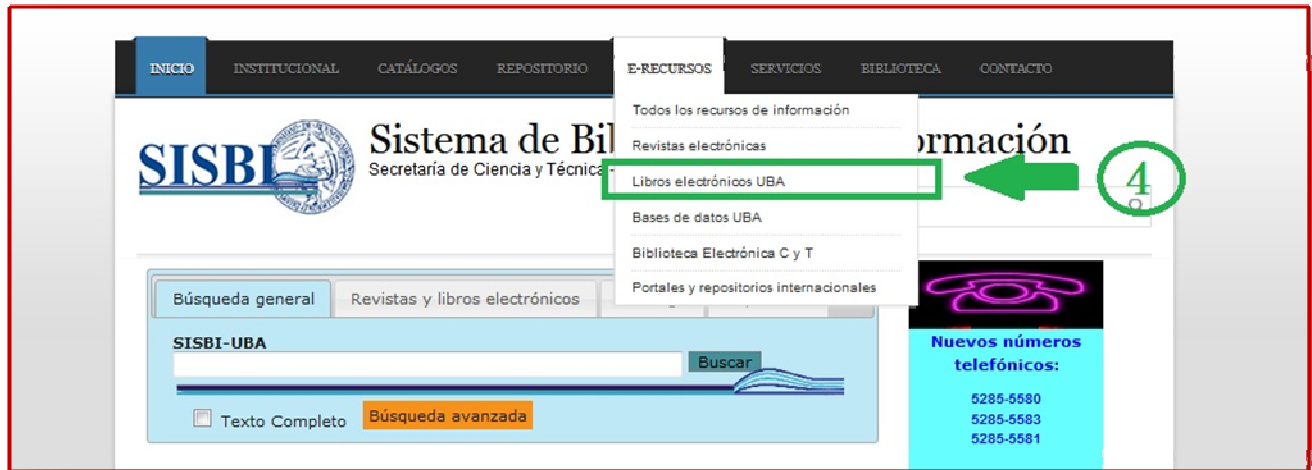 INICIO INSTITUCIONAL CATÁLOGOS REPOSITORIO E-RECURSOS SERVICIOS BIBLIOTECA CONTACTO
Todos los recursos de información
Revistas electrónicas
Libros electrónicos UBA
Bases de datos UBA
Biblioteca Electrónica C y T
Portales y repositorios internacionales
4
SISBI
Sistema de Bi
ormación
Secretaría de Ciencia y Técnica
Búsqueda general
Revistas y libros electrónicos
SISBI-UBA
Buscar
Texto Completo
Búsqueda avanzada
Nuevos números
telefónicos:
5285-5580
5285-5583
5285-5581